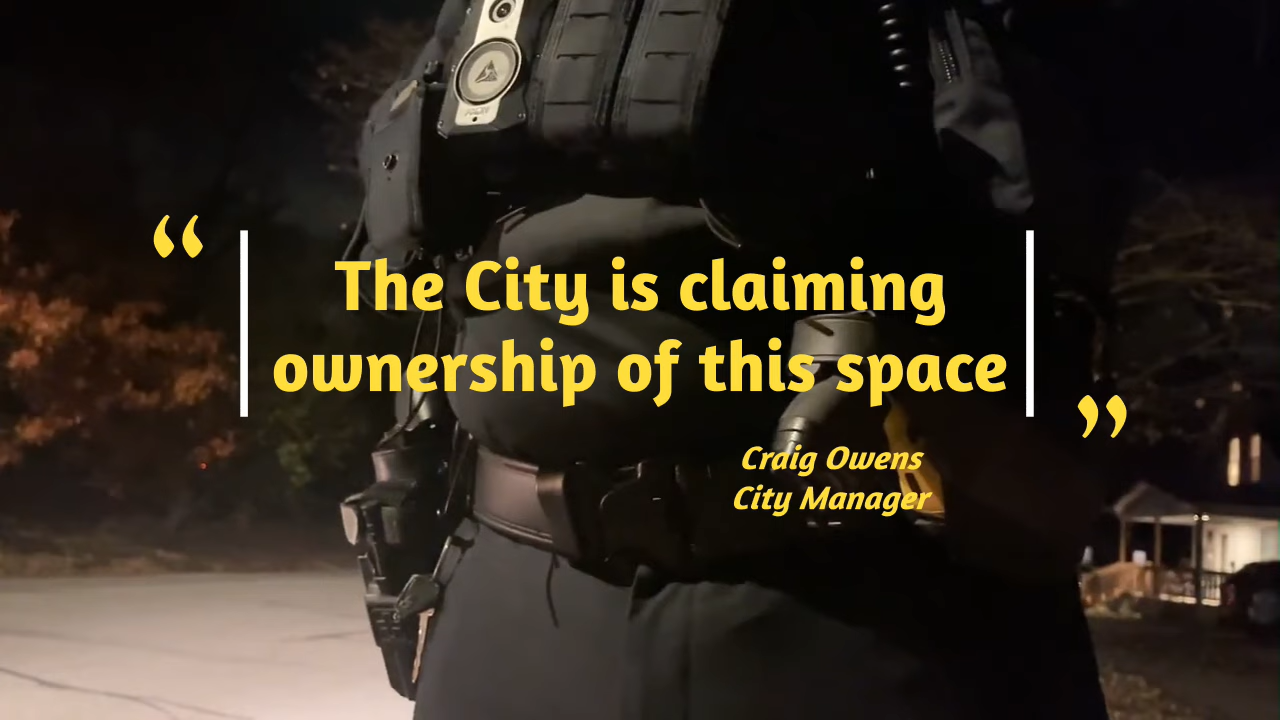 “
The City is claiming
ownership of this space
”
Craig Owens
City Manager